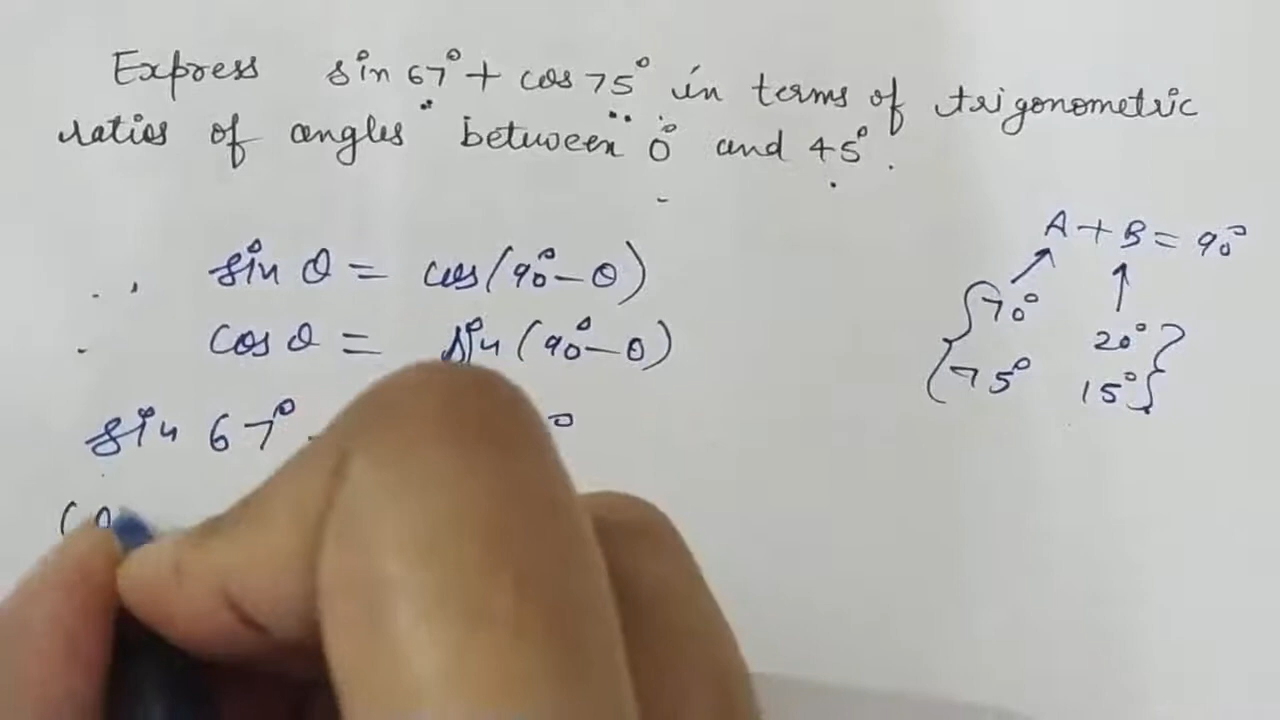 Express sin 67° + cos 75° in terms of trigonometric
ratios of angles between 0° and 45°.
sin θ = cos(90°-θ)
cos θ = sin(90°-θ)
sin 67°
A + B = 90°
70° 20°
75° 15°